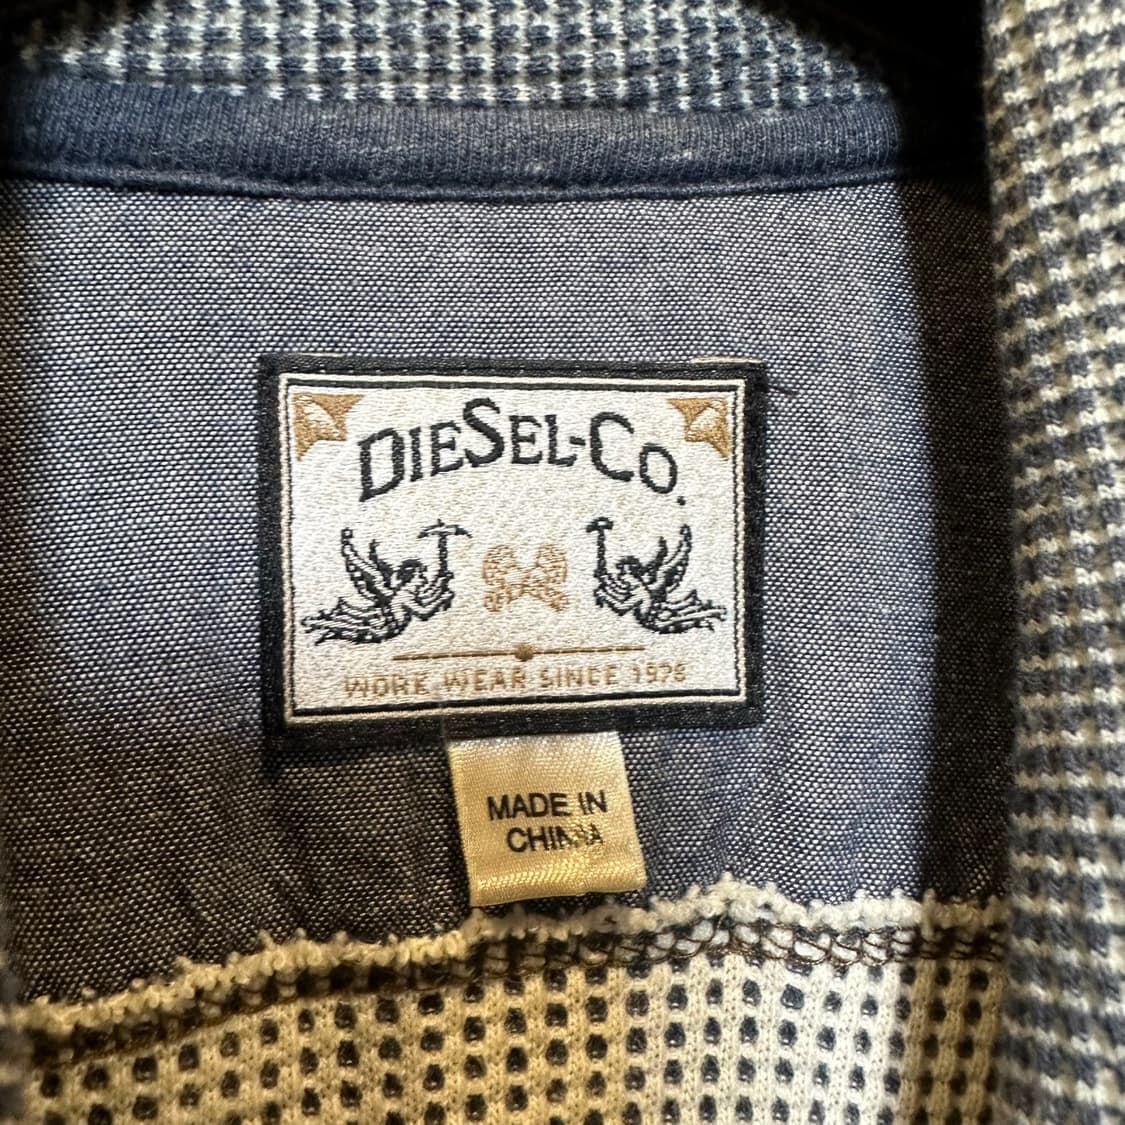 DIESEL-CO.
WORK WEAR SINCE 1978
MADE IN
CHINA